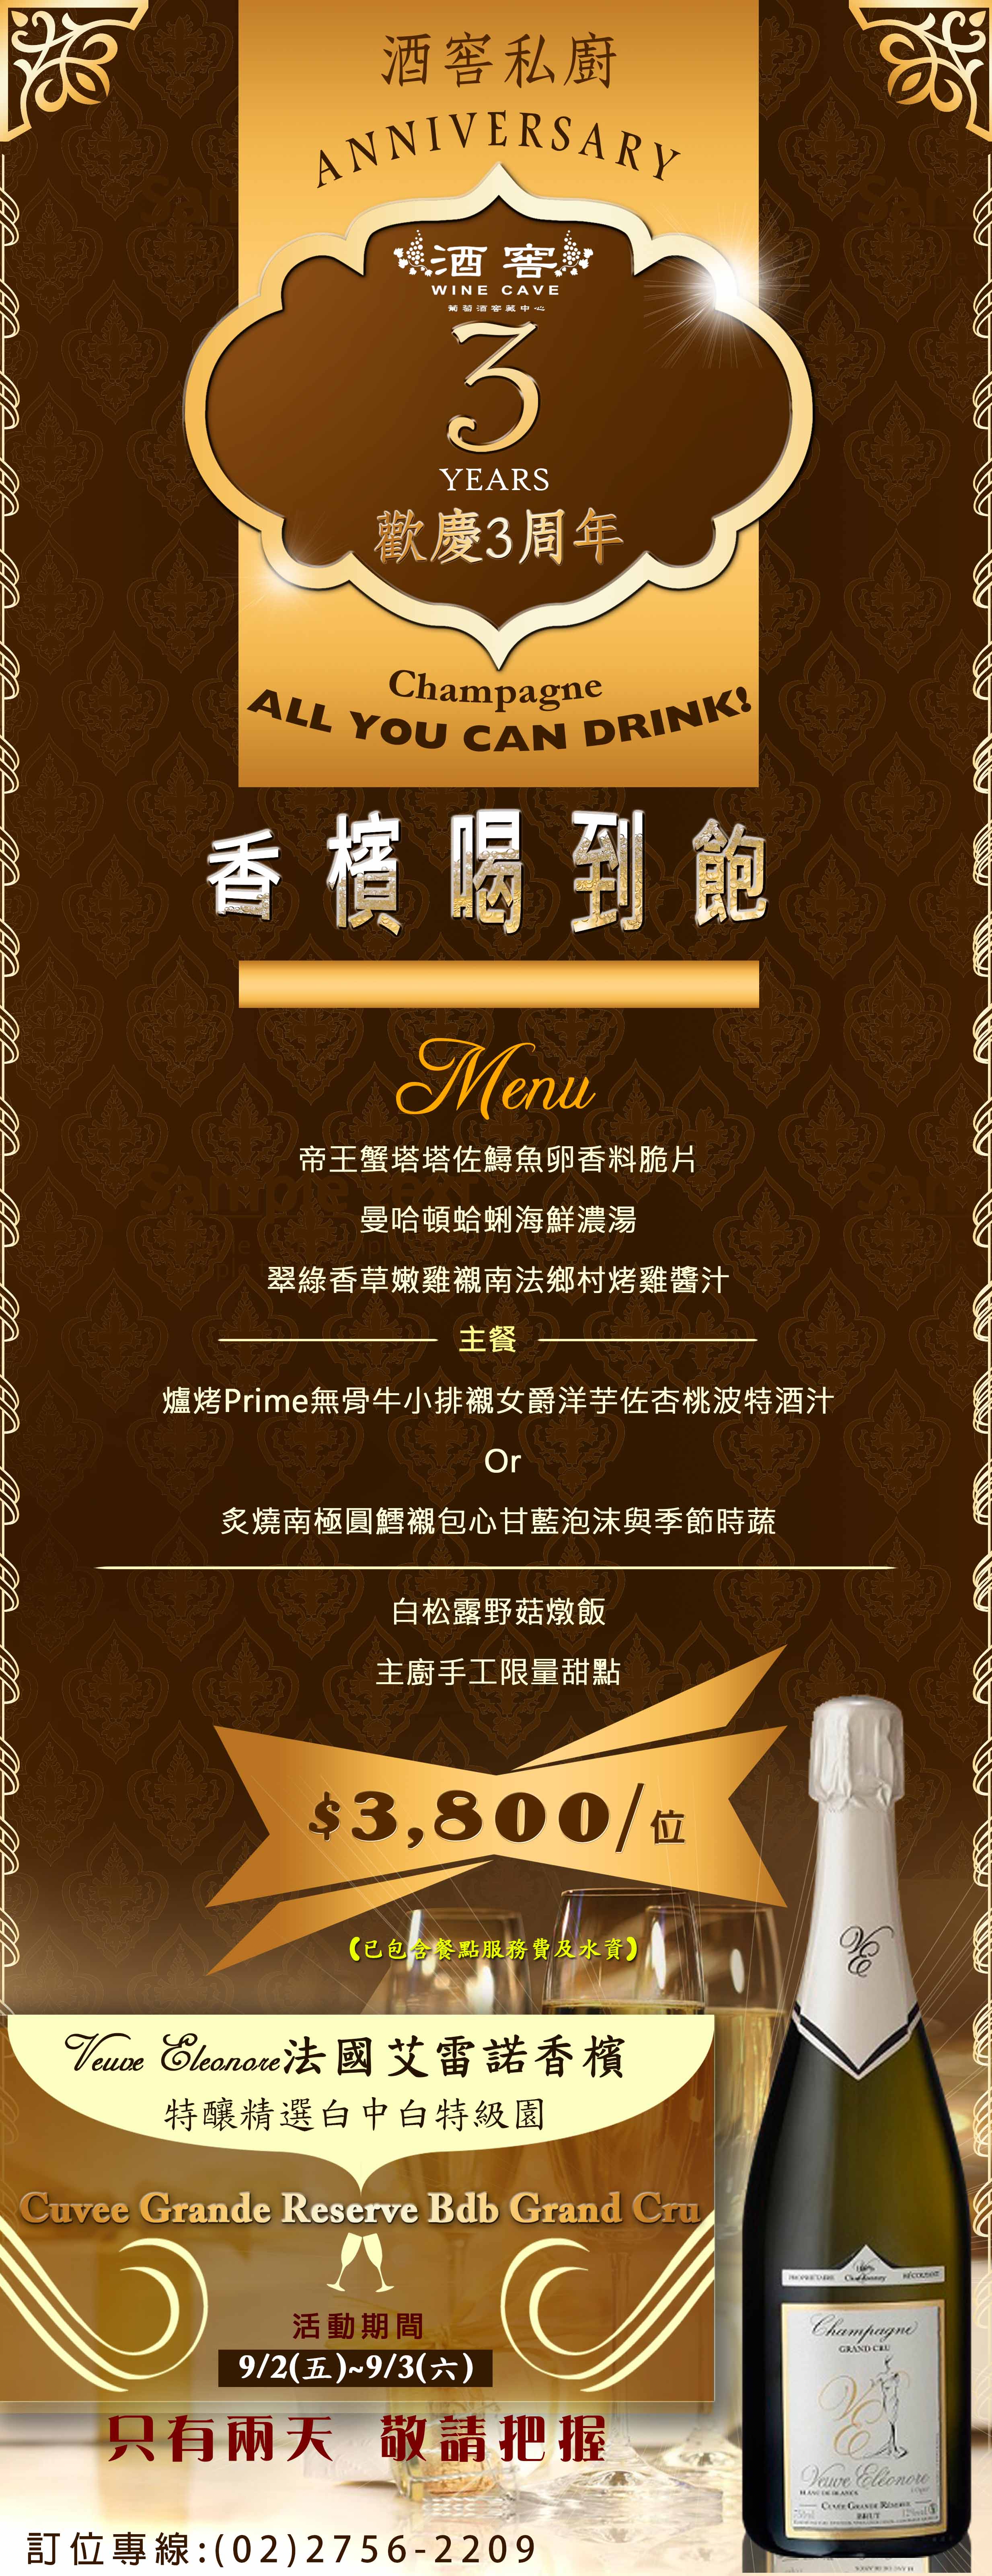 酒窖私廚
ANNIVERSARY
酒窖
WINE CAVE
葡萄酒窖藏中心
3
YEARS
歡慶3周年
Champagne
ALL YOU CAN DRINK!
香檳喝到飽
Menu
帝王蟹塔塔佐鱘魚卵香料脆片
曼哈頓蛤蜊海鮮濃湯
翠綠香草嫩雞襯南法鄉村烤雞醬汁
主餐
爐烤Prime無骨牛小排襯女爵洋芋佐杏桃波特酒汁
Or
炙燒南極圓鱈襯包心甘藍泡沫與季節時蔬
白松露野菇燉飯
主廚手工限量甜點
$3,800/位
(已包含餐點服務費及水資)
Veuve Eleonore法國艾雷諾香檳
特釀精選白中白特級園
Cuvee Grande Reserve Bdb Grand Cru
活動期間
9/2(五)~9/3(六)
只有兩天 敬請把握
訂位專線:(02)2756-2209
VE
PROPRIETAIRE 100% Chardonnay RÉCOLTANT
Champagne
GRAND CRU
VE
Veuve Eléonore
BLANC DE BLANCS
CUVÉE GRANDE RÉSERVE
BRUT